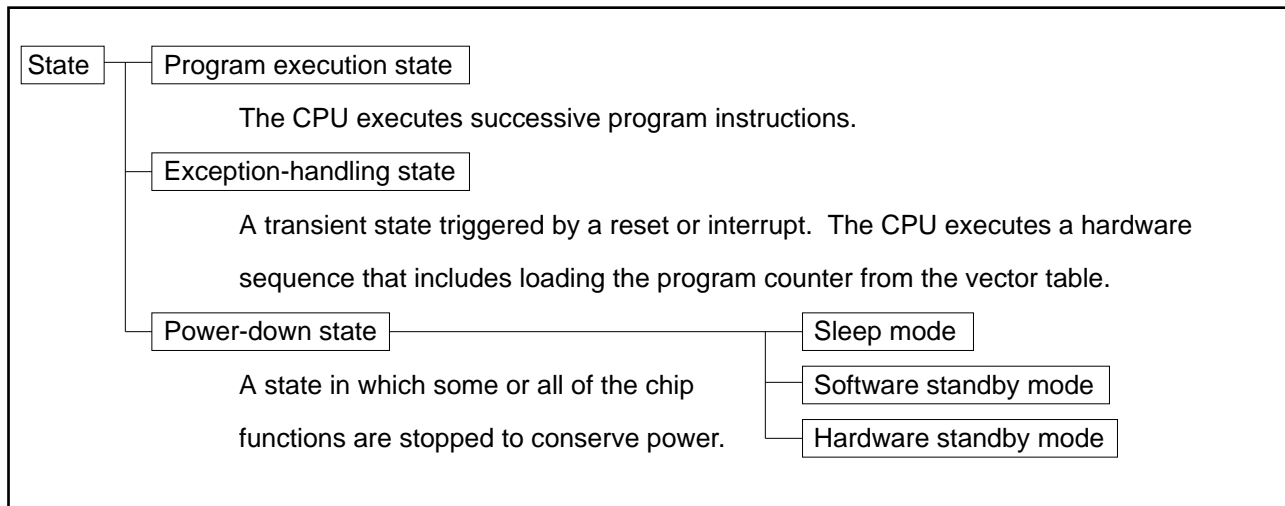 State
Program execution state
The CPU executes successive program instructions.
Exception-handling state
A transient state triggered by a reset or interrupt.  The CPU executes a hardware
sequence that includes loading the program counter from the vector table.
Power-down state
Sleep mode
A state in which some or all of the chip
functions are stopped to conserve power.
Software standby mode
Hardware standby mode